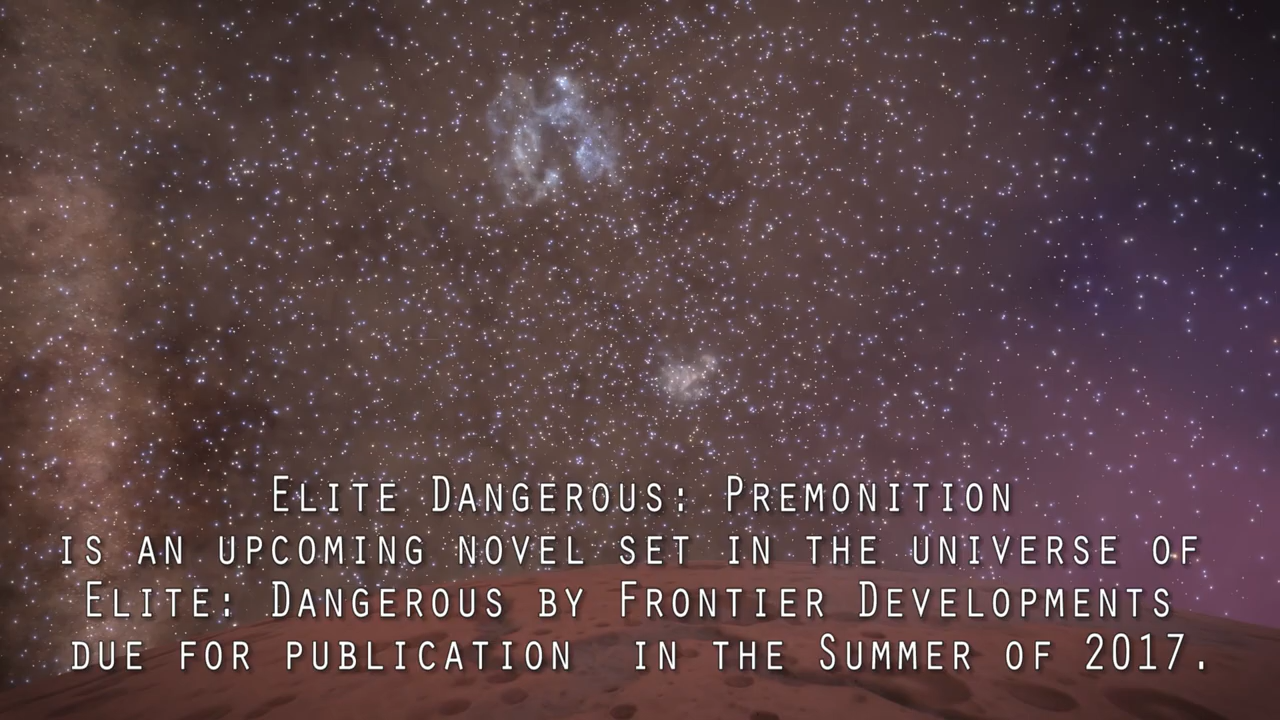 Elite Dangerous: Premonition
is an upcoming novel set in the universe of
Elite: Dangerous by Frontier Developments
due for publication  in the Summer of 2017.